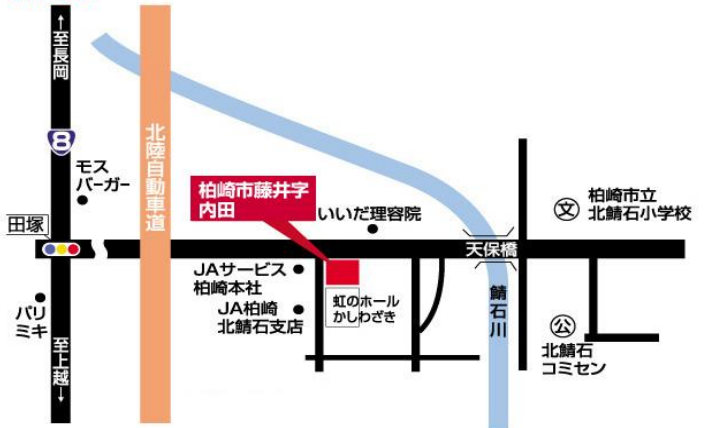 ↑至長岡
8
モス
バーガー
北陸自動車道
柏崎市藤井字
内田
いいだ理容院
文
柏崎市立
北鯖石小学校
田塚
天保橋
JAサービス
柏崎本社
虹のホール
かしわざき
JA柏崎
北鯖石支店
鯖石川
パリ
ミキ
公
北鯖石
コミセン
至上越↓